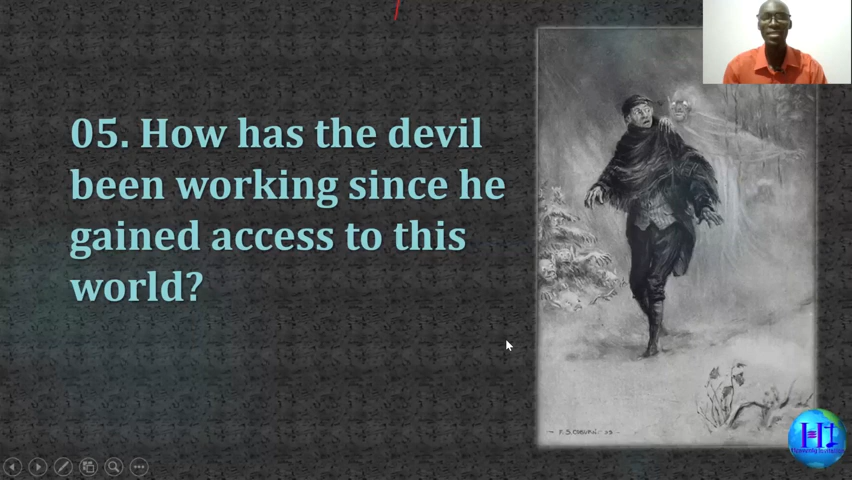 05. How has the devil
been working since he
gained access to this
world?